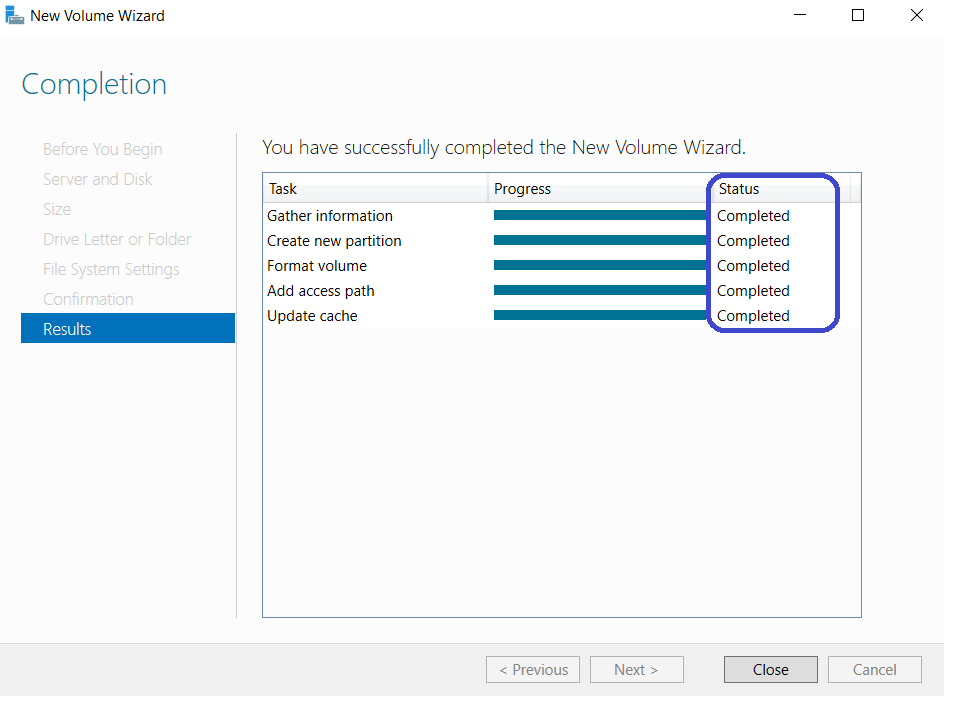 New Volume Wizard
Completion
Before You Begin
Server and Disk
Size
Drive Letter or Folder
File System Settings
Confirmation
Results
You have successfully completed the New Volume Wizard.
Task Progress Status
Gather information Completed
Create new partition Completed
Format volume Completed
Add access path Completed
Update cache Completed
< Previous Next > Close Cancel